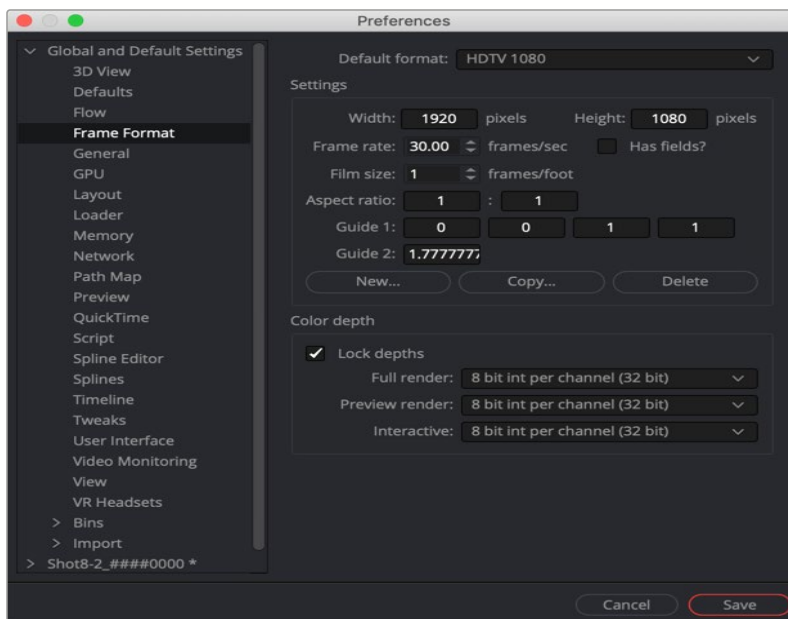 Preferences
Global and Default Settings
3D View
Defaults
Flow
Frame Format
General
GPU
Layout
Loader
Memory
Network
Path Map
Preview
QuickTime
Script
Spline Editor
Splines
Timeline
Tweaks
User Interface
Video Monitoring
View
VR Headsets
> Bins
> Import
> Shot8-2_####0000 *
Default format: HDTV 1080
Settings
Width: 1920 pixels Height: 1080 pixels
Frame rate: 30.00 frames/sec Has fields?
Film size: 1 frames/foot
Aspect ratio: 1 : 1
Guide 1: 0 0 1 1
Guide 2: 1.7777777
New... Copy... Delete
Color depth
Lock depths
Full render: 8 bit int per channel (32 bit)
Preview render: 8 bit int per channel (32 bit)
Interactive: 8 bit int per channel (32 bit)
Cancel Save